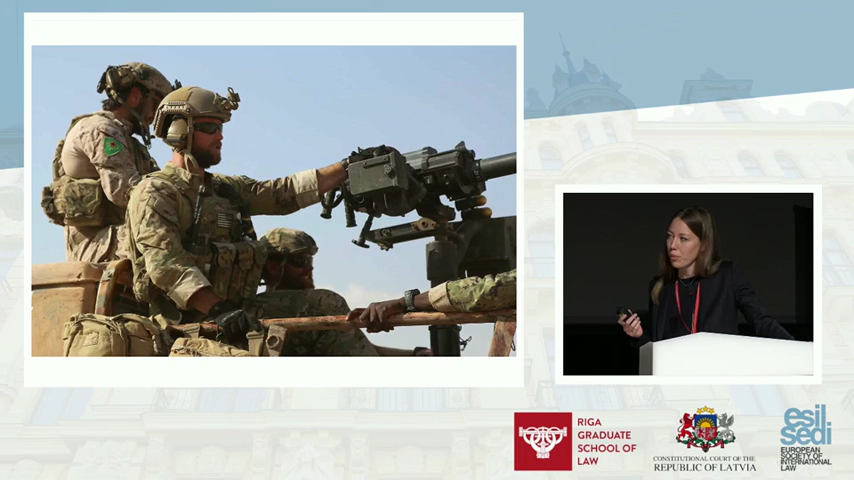 RIGA
GRADUATE
SCHOOL OF
LAW
CONSTITUTIONAL COURT OF THE
REPUBLIC OF LATVIA
esil
sedi
EUROPEAN
SOCIETY OF
INTERNATIONAL
LAW